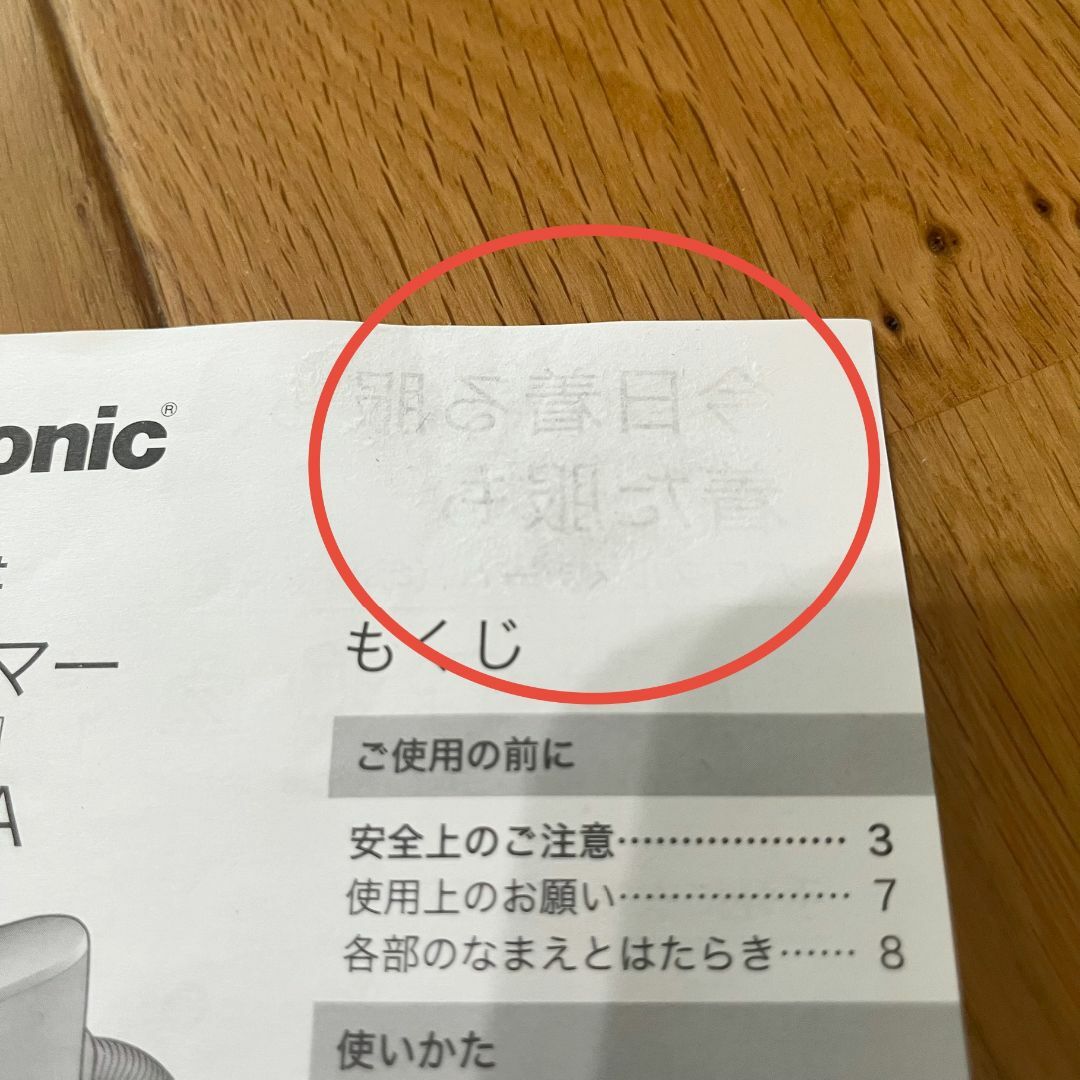 onic®
マー
A
今日着る服
着た服も
もくじ
ご使用の前に
安全上のご注意………………… 3
使用上のお願い………………… 7
各部のなまえとはたらき…… 8
使いかた